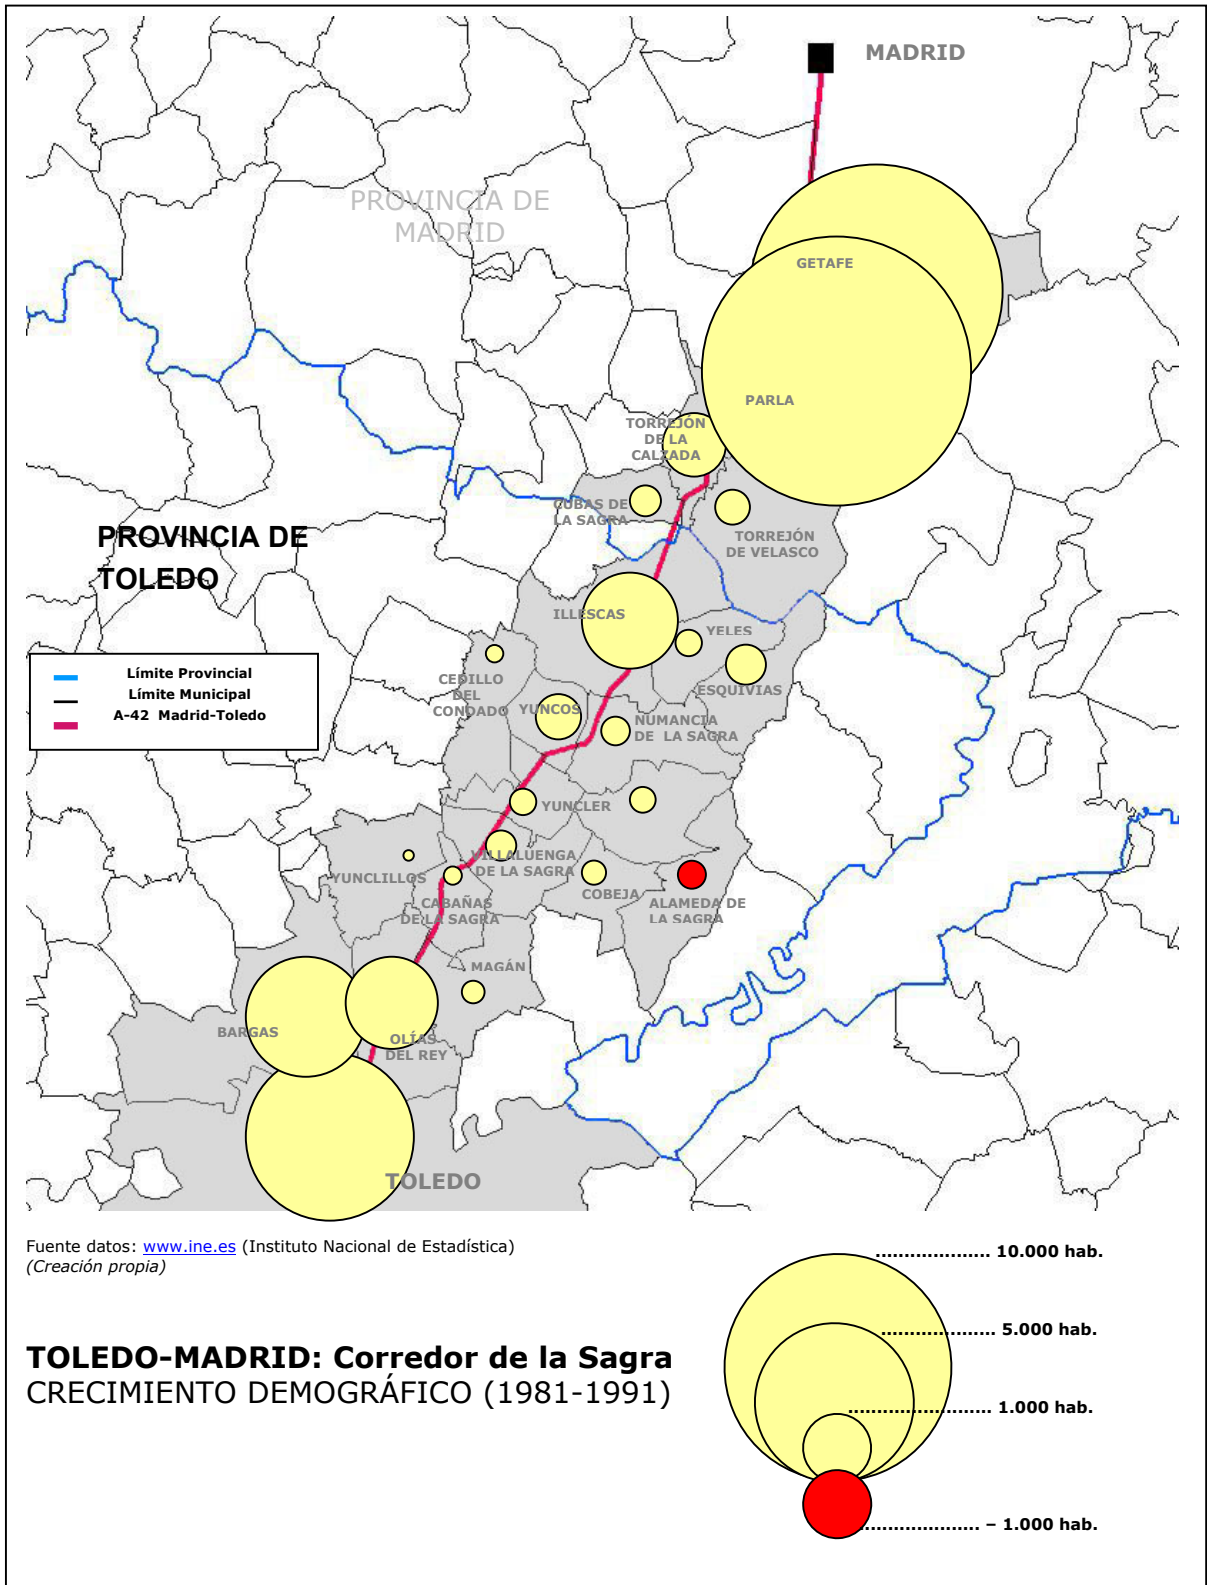 MADRID
PROVINCIA DE
MADRID
GETAFE
PARLA
TORREJÓN
DE LA
CALZADA
CUBAS DE
LA SAGRA
TORREJÓN
DE VELASCO
PROVINCIA DE
TOLEDO
ILLESCAS
YELES
ESQUIVIAS
CEDILLO
DEL
CONDADO
YUNCOS
NUMANCIA
DE LA SAGRA
Límite Provincial
Límite Municipal
A-42 Madrid-Toledo
YUNCLER
VILLALUENGA
DE LA SAGRA
YUNCLILLOS
CABAÑAS
DE LA SAGRA
COBEJA
ALAMEDA DE
LA SAGRA
MAGÁN
BARGAS
OLÍAS
DEL REY
TOLEDO
Fuente datos: www.ine.es (Instituto Nacional de Estadística)
(Creación propia)
TOLEDO-MADRID: Corredor de la Sagra
CRECIMIENTO DEMOGRÁFICO (1981-1991)
.................... 10.000 hab.
.................... 5.000 hab.
......................... 1.000 hab.
..................... – 1.000 hab.